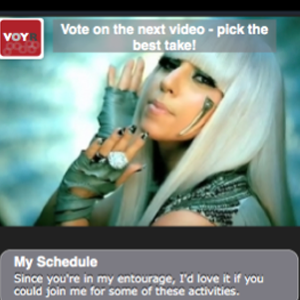 VOY
Vote on the next video - pick the
best take!
My Schedule
Since you're in my entourage, I'd love it if you
could join me for some of these activities.